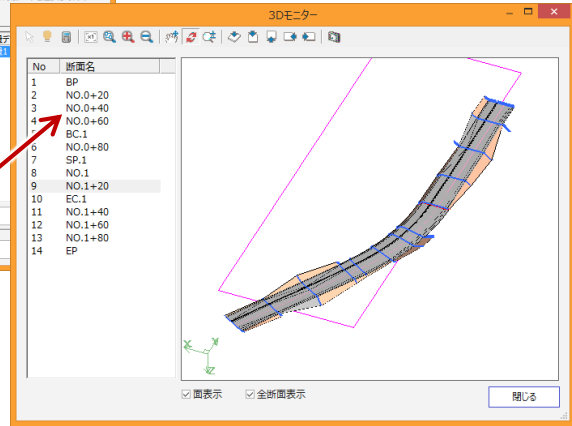 3Dモニター
No 断面名
1 BP
2 NO.0+20
3 NO.0+40
4 NO.0+60
BC.1
6 NO.0+80
7 SP.1
8 NO.1
9 NO.1+20
10 EC.1
11 NO.1+40
12 NO.1+60
13 NO.1+80
14 EP
X Y
Z
面表示 全断面表示 閉じる